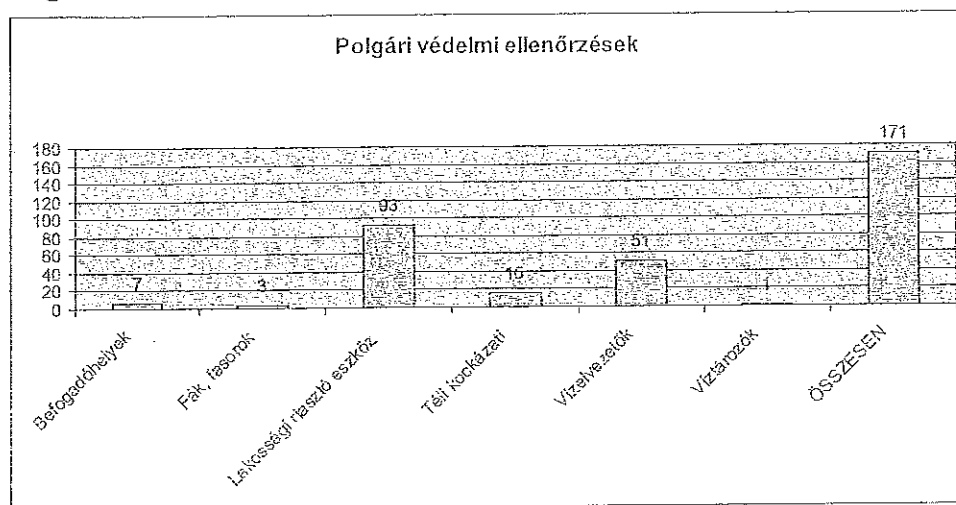 Polgári védelmi ellenőrzések
180
160
140
120
100
80
60
40
20
0
7
3
93
16
51
1
171
Befogadóhelyek
Fák, fasorok
Lakossági riasztó eszköz
Téli kockázati
Vízelvezetők
Víztározók
ÖSSZESEN